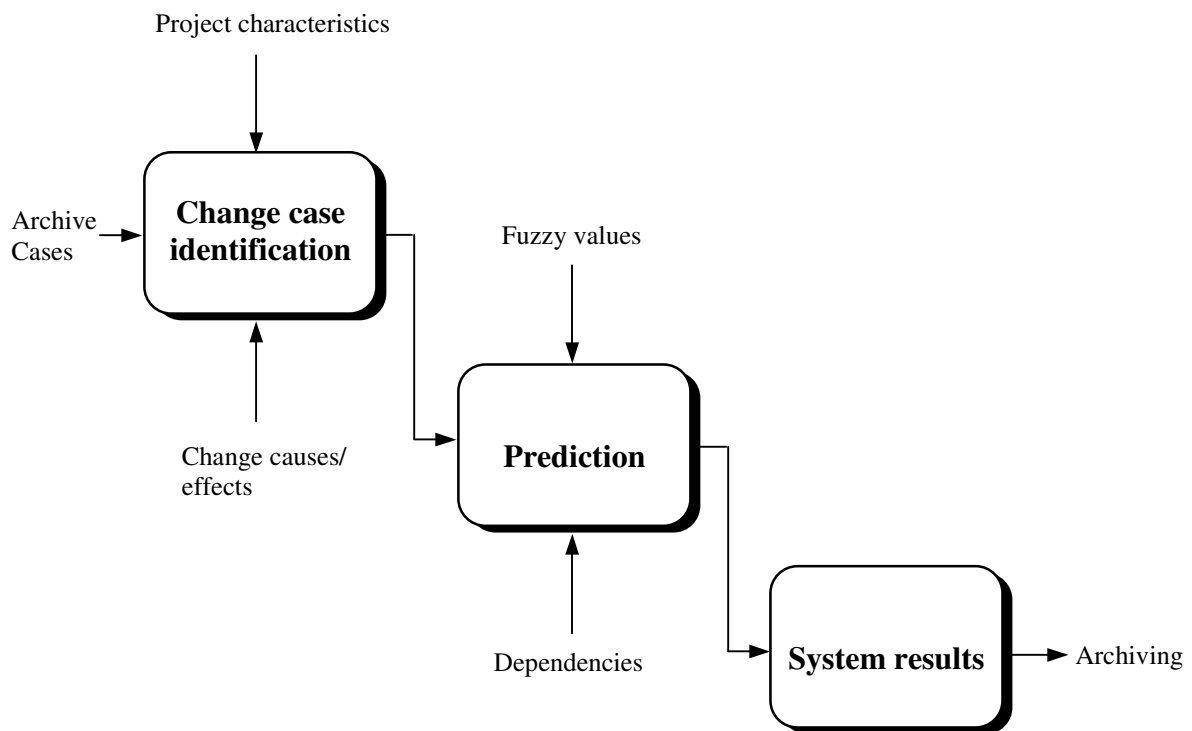 Project characteristics
Change case
identification
Archive
Cases
Fuzzy values
Change causes/
effects
Prediction
Dependencies
System results
Archiving